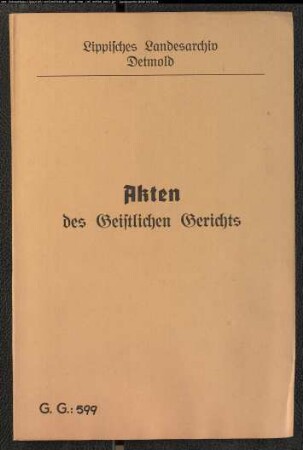 Lippisches Landesarchiv
Detmold
Akten
des Geistlichen Gerichts
G. G.: 599